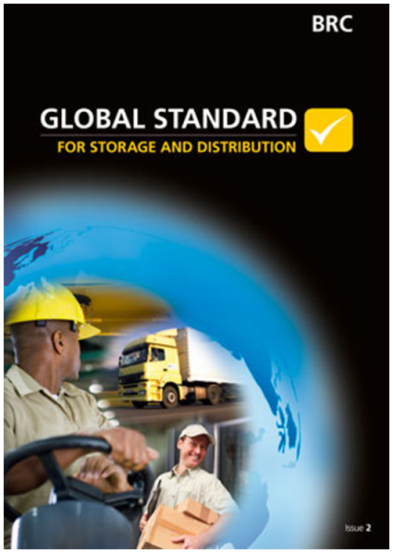 BRC
GLOBAL STANDARD
FOR STORAGE AND DISTRIBUTION
Issue 2